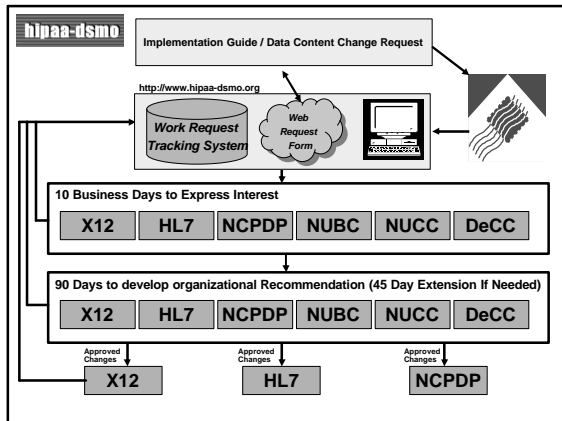 hipaa-dsmo
Implementation Guide / Data Content Change Request
http://www.hipaa-dsmo.org
Work Request
Tracking System
Web
Request
Form
10 Business Days to Express Interest
X12 HL7 NCPDP NUBC NUCC DeCC
90 Days to develop organizational Recommendation (45 Day Extension If Needed)
X12 HL7 NCPDP NUBC NUCC DeCC
Approved
Changes
Approved
Changes
Approved
Changes
X12 HL7 NCPDP